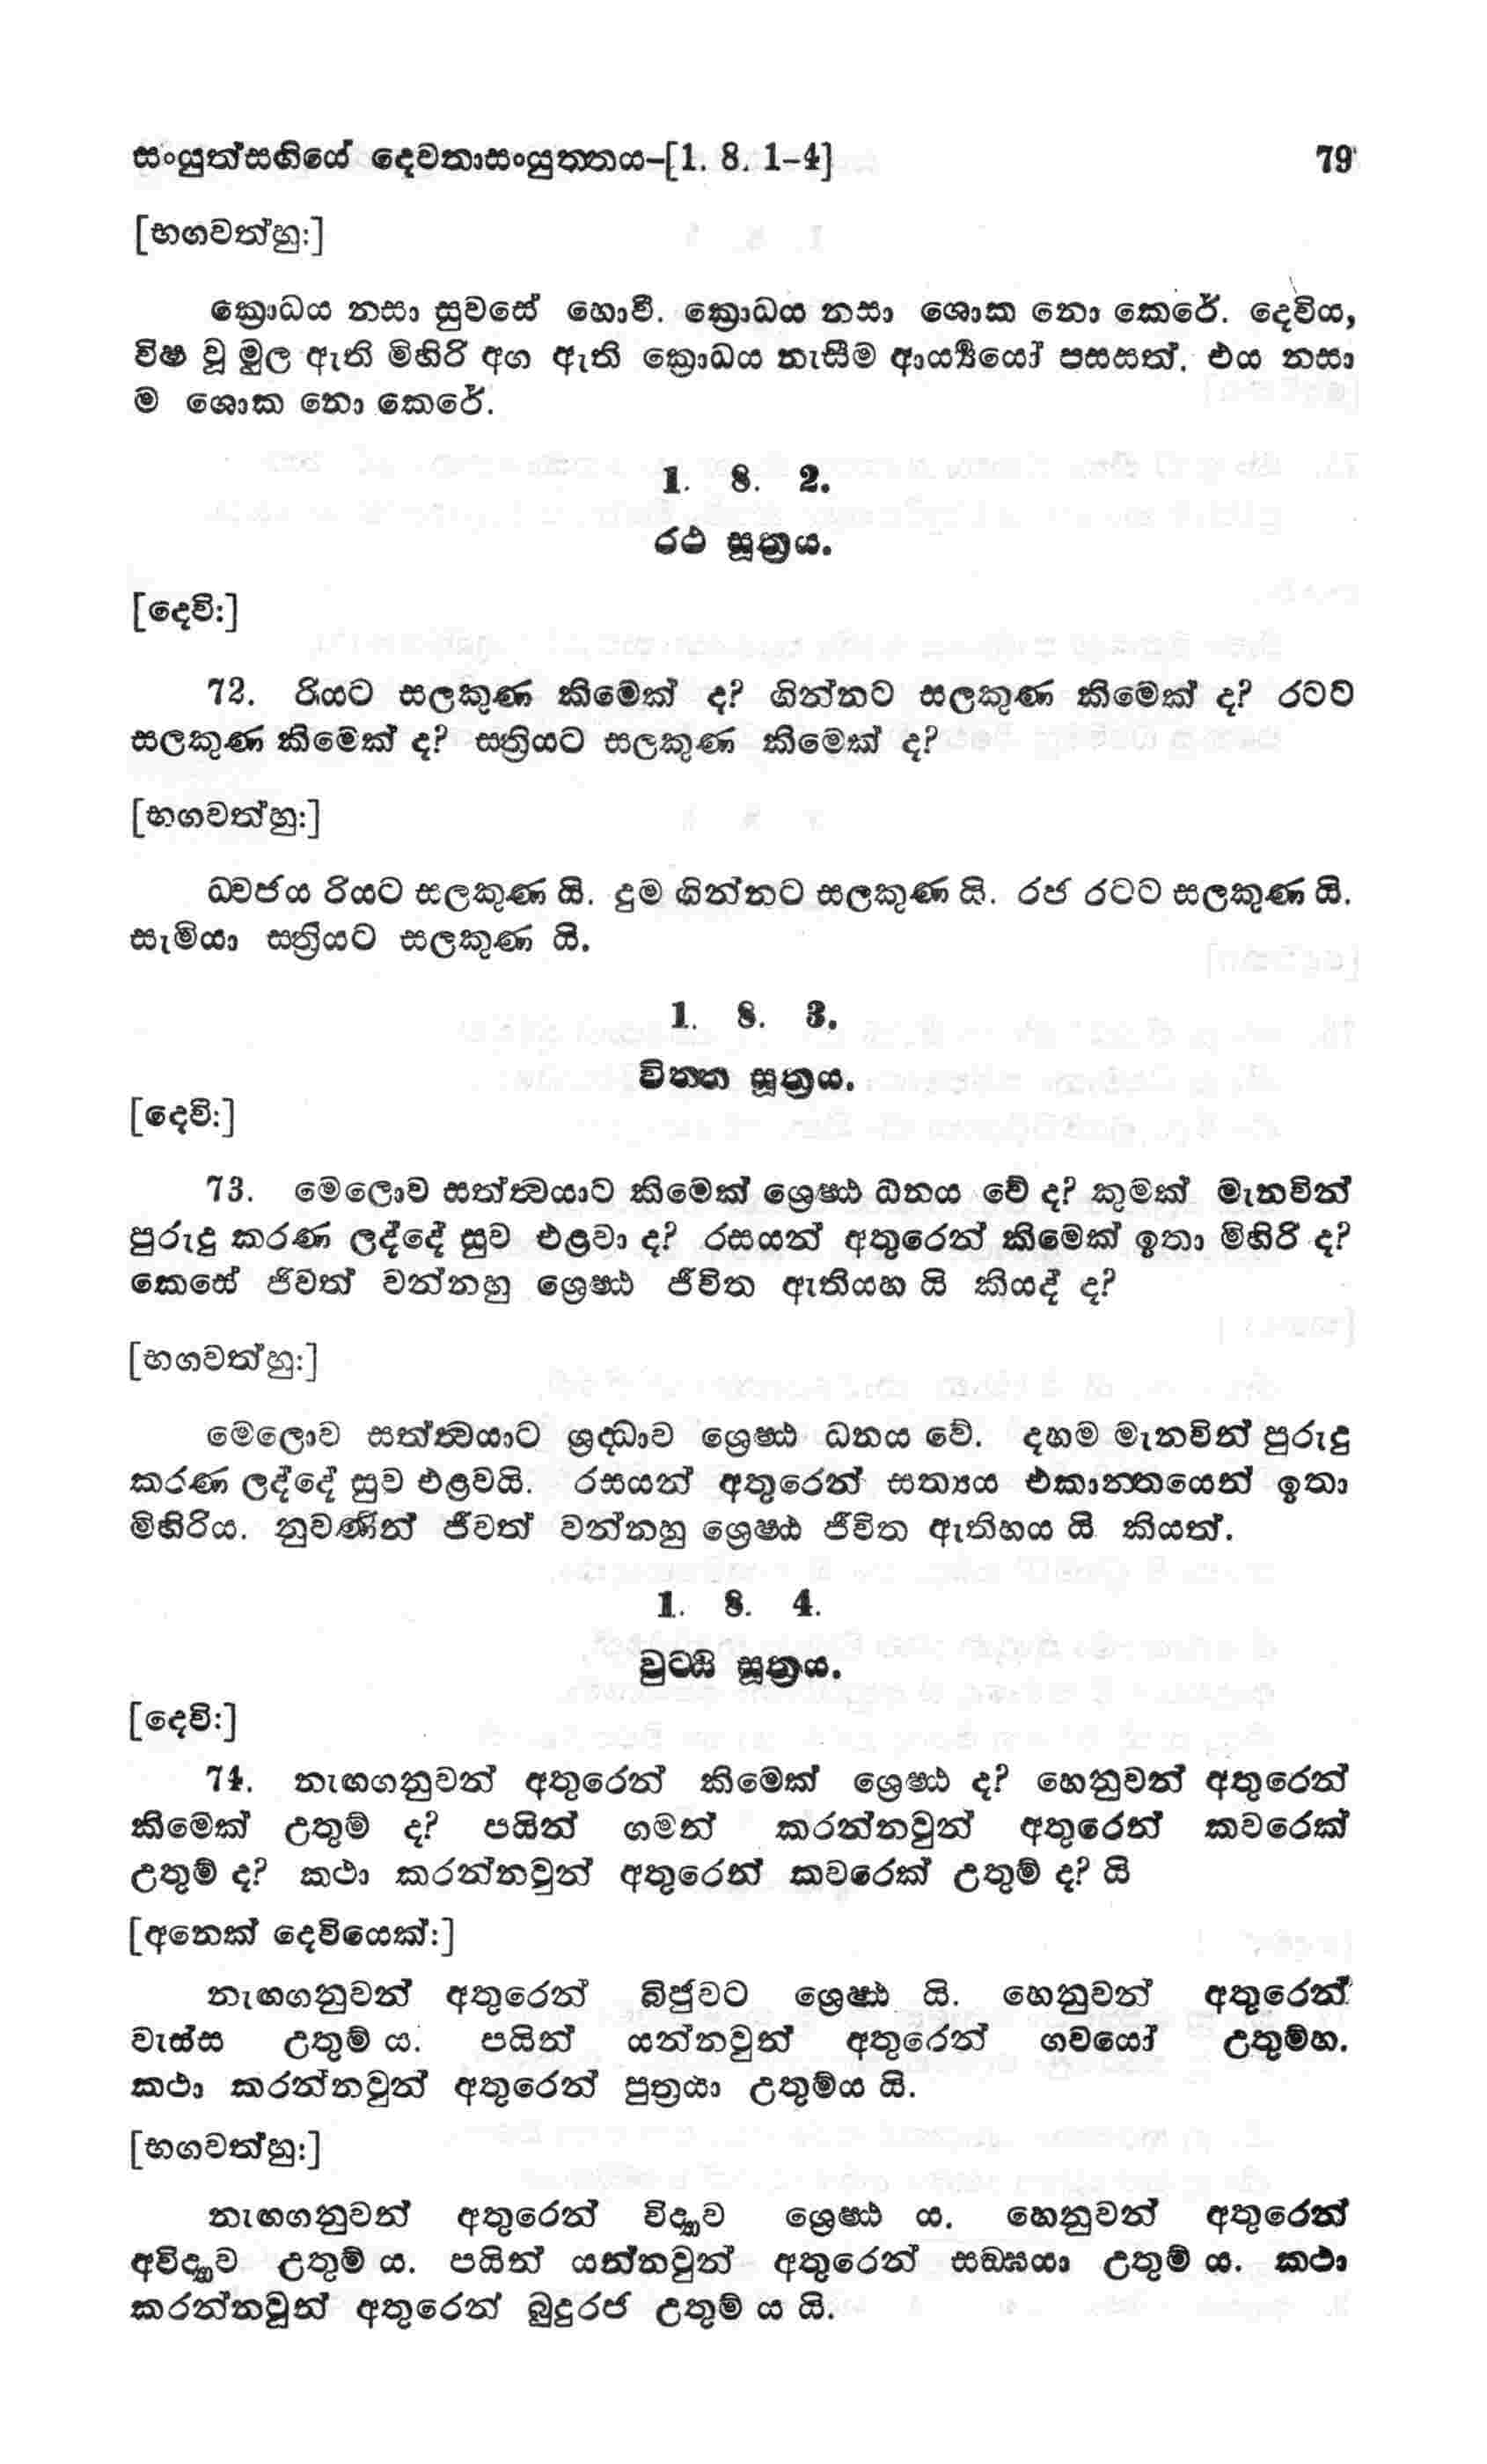 සංයුත්සඟියේ දෙවතාසංයුත්තය–[1. 8. 1–4] 79
[භගවත්හු:]
ක්‍රොධය නසා සුවසේ හොවී. ක්‍රොධය නසා ශොක නො කෙරේ. දෙවිය,
විෂ වූ මුල ඇති මිහිරි අග ඇති ක්‍රොධය නැසීම ආර්‍ය්‍යයෝ පසසත්. එය නසා
ම ශොක නො කෙරේ.
1. 8. 2.
රථ සූත්‍රය.
[දෙවි:]
72. රියට සලකුණ කිමෙක් ද? ගින්නට සලකුණ කිමෙක් ද? රටට
සලකුණ කිමෙක් ද? සත්‍රියට සලකුණ කිමෙක් ද?
[භගවත්හු:]
ධ්වජය රියට සලකුණ යි. දුම ගින්නට සලකුණ යි. රජ රටට සලකුණ යි.
සැමියා සත්‍රියට සලකුණ යි.
1. 8. 3.
විත්ත සූත්‍රය.
[දෙවි:]
73. මෙලොව සත්ත්‍වයාට කිමෙක් ශ්‍රෙෂ්ඨ ධනය වේ ද? කුමක් මැනවින්
පුරුදු කරණ ලද්දේ සුව එළවා ද? රසයන් අතුරෙන් කිමෙක් ඉතා මිහිරි ද?
කෙසේ ජිවත් වන්නහු ශ්‍රෙෂ්ඨ ජීවිත ඇතියහ යි කියද් ද?
[භගවත්හු:]
මෙලොව සත්ත්‍වයාට ශ්‍රද්ධාව ශ්‍රෙෂ්ඨ ධනය වේ. දහම මැනවින් පුරුදු
කරණ ලද්දේ සුව එළවයි. රසයන් අතුරෙන් සත්‍යය එකාන්තයෙන් ඉතා
මිහිරිය. නුවණින් ජීවත් වන්නහු ශ්‍රෙෂ්ඨ ජීවිත ඇතිහය යි කියත්.
1. 8. 4.
වුට්ඨි සූත්‍රය.
[දෙවි:]
74. නැඟගනුවන් අතුරෙන් කිමෙක් ශ්‍රෙෂ්ඨ ද? හෙනුවන් අතුරෙන්
කිමෙක් උතුම් ද? පයින් ගමන් කරන්නවුන් අතුරෙන් කවරෙක්
උතුම් ද? කථා කරන්නවුන් අතුරෙන් කවරෙක් උතුම් ද? යි
[අනෙක් දෙවියෙක්:]
නැඟගනුවන් අතුරෙන් බිජුවට ශ්‍රෙෂ්ඨ යි. හෙනුවන් අතුරෙන්
වැස්ස උතුම් ය. පයින් යන්නවුන් අතුරෙන් ගවයෝ උතුම්හ.
කථා කරන්නවුන් අතුරෙන් පුත්‍රයා උතුම්ය යි.
[භගවත්හු:]
නැඟගනුවන් අතුරෙන් විද්‍යාව ශ්‍රෙෂ්ඨ ය. හෙනුවන් අතුරෙන්
අවිද්‍යාව උතුම් ය. පයින් යන්නවුන් අතුරෙන් සඞ්ඝයා උතුම් ය. කථා
කරන්නවුන් අතුරෙන් බුදුරජ උතුම් ය යි.